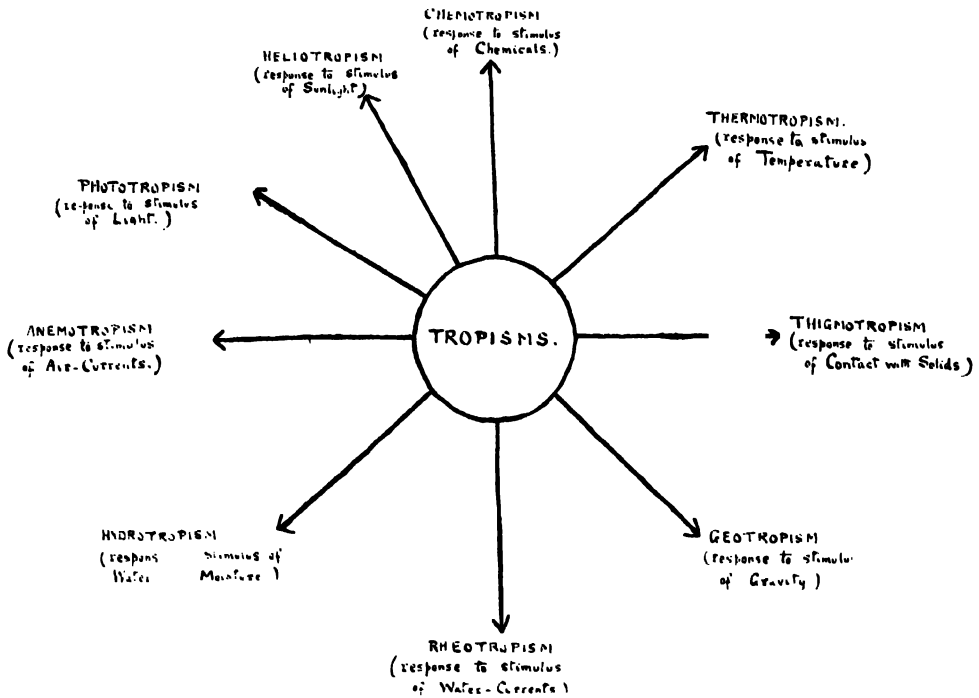 CHEMOTROPISM
(response to stimulus
of Chemicals.)
HELIOTROPISM
(response to stimulus
of Sunlight)
THERMOTROPISM.
(response to stimulus
of Temperature)
PHOTOTROPISM
(response to stimulus
of Light.)
ANEMOTROPISM
(response to stimulus
of Air-Currents.)
TROPISMS.
THIGMOTROPISM
(response to stimulus
of Contact with Solids)
HYDROTROPISM
(respons stimulus of
Water Moisture)
GEOTROPISM
(response to stimulu
of Gravity)
RHEOTROPISM
(response to stimulus
of Water-Currents)